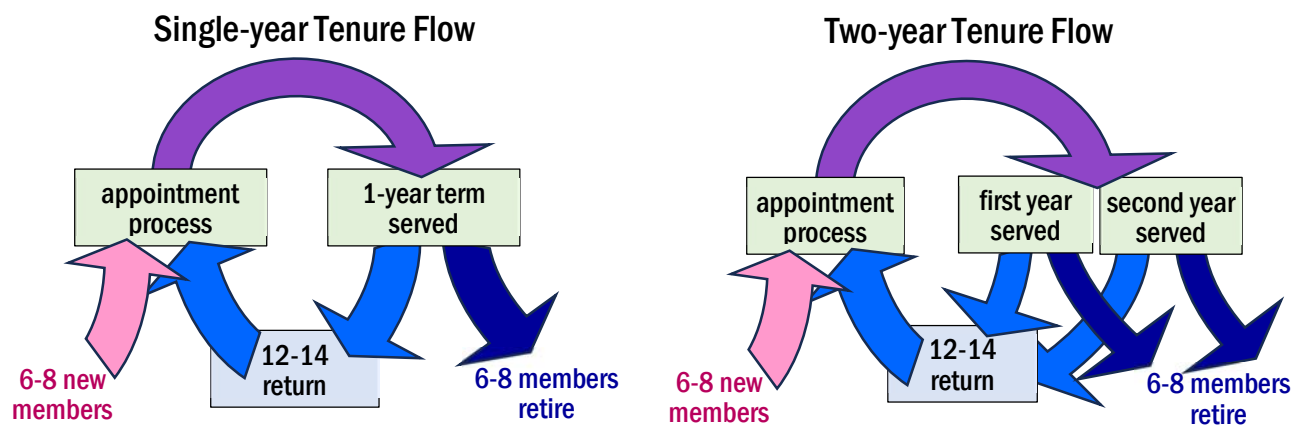 Single-year Tenure Flow
appointment
process
1-year term
served
12-14
return
6-8 new
members
6-8 members
retire
Two-year Tenure Flow
appointment
process
first year
served
second year
served
12-14
return
6-8 new
members
6-8 members
retire